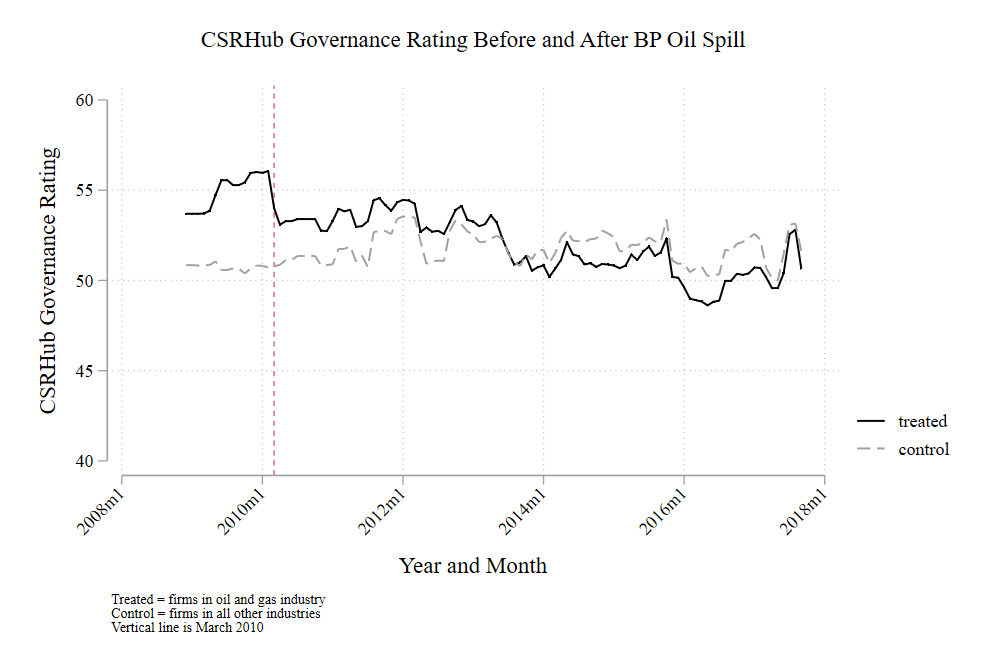 CSRHub Governance Rating Before and After BP Oil Spill
CSRHub Governance Rating
60
55
50
45
40
2008m1
2010m1
2012m1
2014m1
2016m1
2018m1
Year and Month
treated
control
Treated = firms in oil and gas industry
Control = firms in all other industries
Vertical line is March 2010